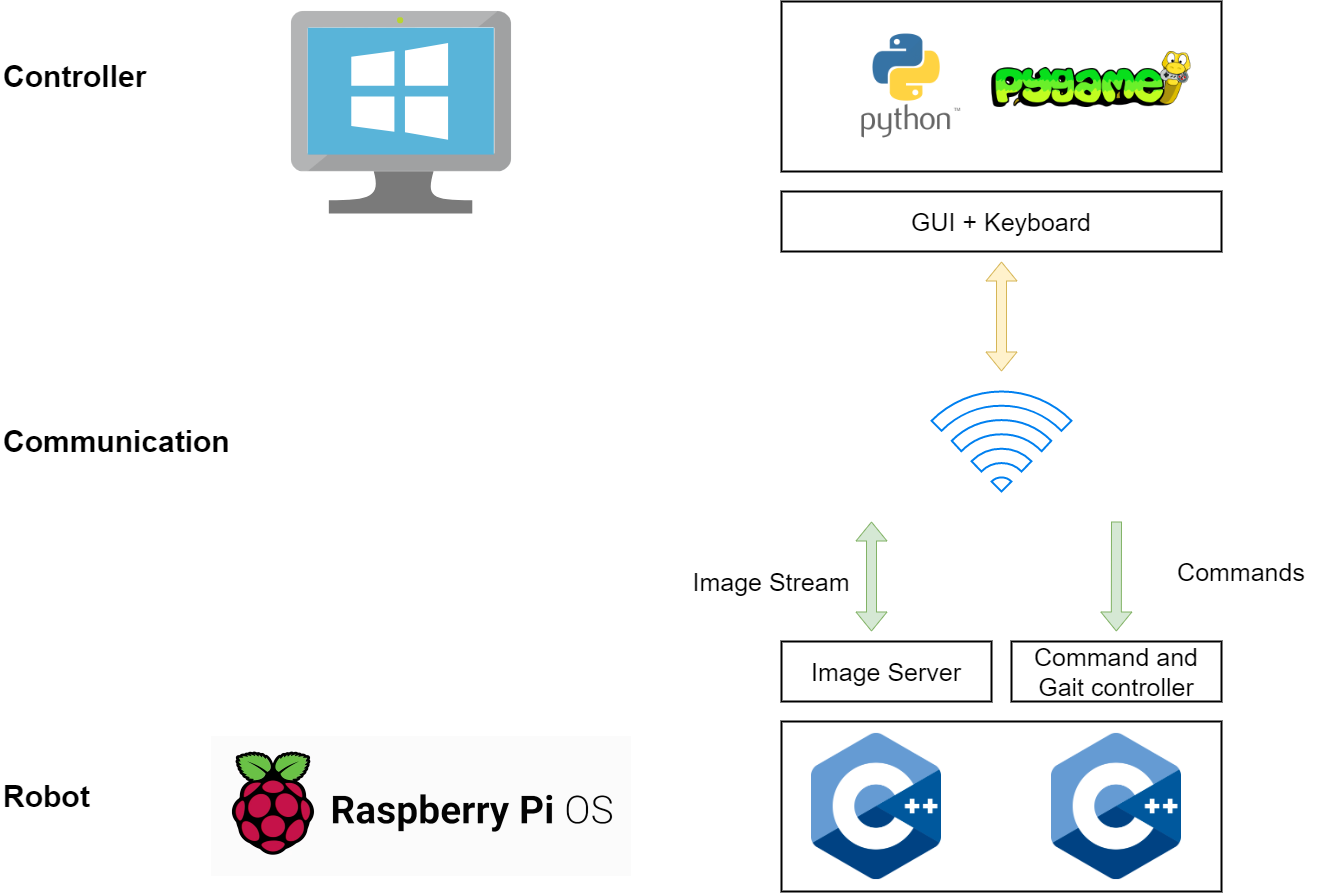 Controller
python™
pygame
GUI + Keyboard
Communication
Image Stream
Commands
Image Server
Command and
Gait controller
Robot
Raspberry Pi OS
C++
C++